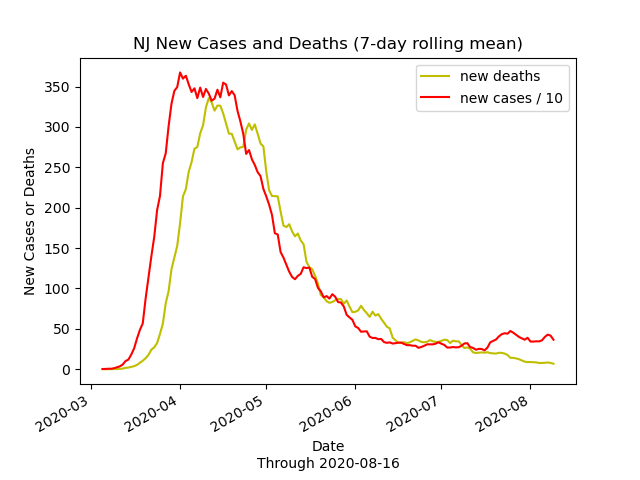 NJ New Cases and Deaths (7-day rolling mean)
new deaths
new cases / 10
New Cases or Deaths
350
300
250
200
150
100
50
0
2020-03
2020-04
2020-05
2020-06
2020-07
2020-08
Date
Through 2020-08-16